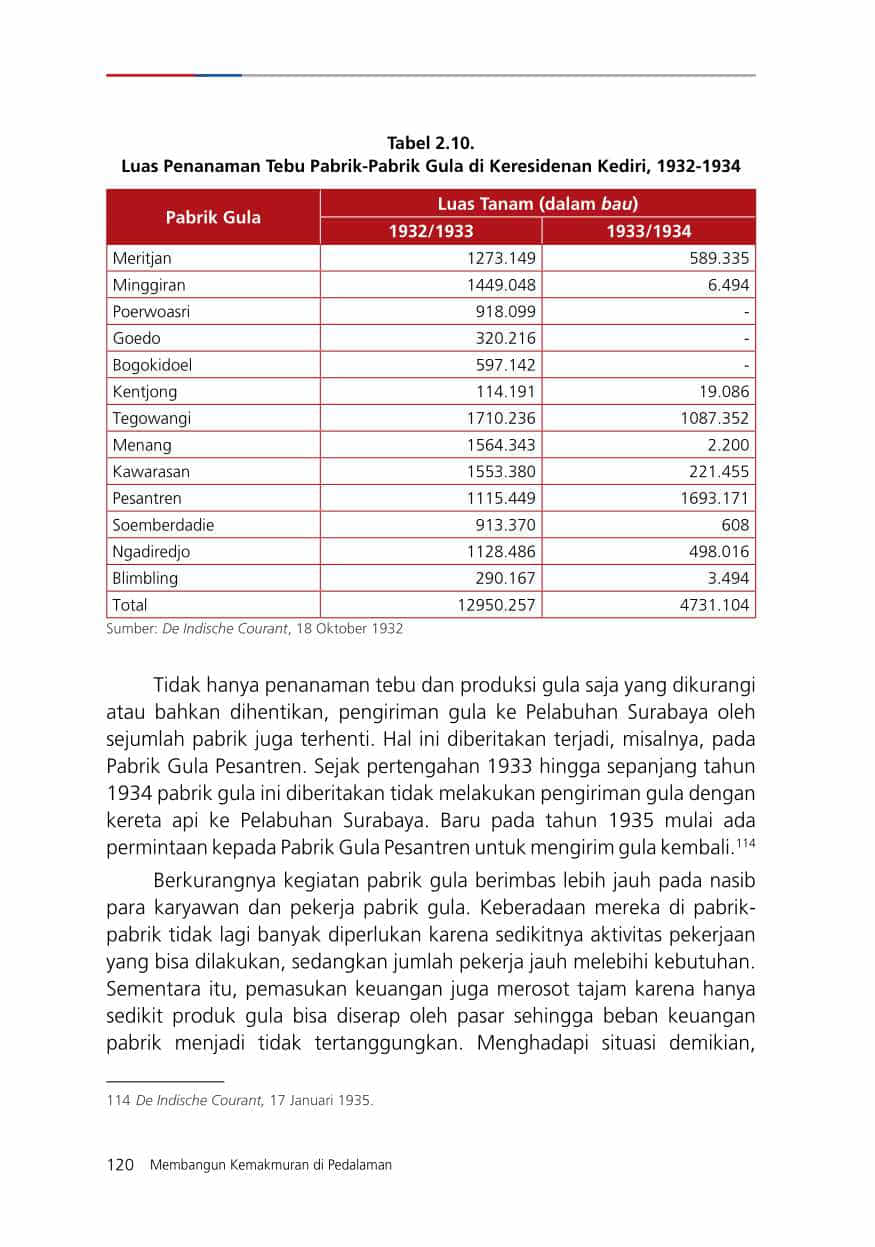 Tabel 2.10.
Luas Penanaman Tebu Pabrik-Pabrik Gula di Keresidenan Kediri, 1932-1934
Pabrik Gula
Luas Tanam (dalam bau)
1932/1933 1933/1934
Meritjan 1273.149 589.335
Minggiran 1449.048 6.494
Poerwoasri 918.099 -
Goedo 320.216 -
Bogokidoel 597.142 -
Kentjong 114.191 19.086
Tegowangi 1710.236 1087.352
Menang 1564.343 2.200
Kawarasan 1553.380 221.455
Pesantren 1115.449 1693.171
Soemberdadie 913.370 608
Ngadiredjo 1128.486 498.016
Blimbling 290.167 3.494
Total 12950.257 4731.104
Sumber: De Indische Courant, 18 Oktober 1932
Tidak hanya penanaman tebu dan produksi gula saja yang dikurangi
atau bahkan dihentikan, pengiriman gula ke Pelabuhan Surabaya oleh
sejumlah pabrik juga terhenti. Hal ini diberitakan terjadi, misalnya, pada
Pabrik Gula Pesantren. Sejak pertengahan 1933 hingga sepanjang tahun
1934 pabrik gula ini diberitakan tidak melakukan pengiriman gula dengan
kereta api ke Pelabuhan Surabaya. Baru pada tahun 1935 mulai ada
permintaan kepada Pabrik Gula Pesantren untuk mengirim gula kembali.114
Berkurangnya kegiatan pabrik gula berimbas lebih jauh pada nasib
para karyawan dan pekerja pabrik gula. Keberadaan mereka di pabrik-
pabrik tidak lagi banyak diperlukan karena sedikitnya aktivitas pekerjaan
yang bisa dilakukan, sedangkan jumlah pekerja jauh melebihi kebutuhan.
Sementara itu, pemasukan keuangan juga merosot tajam karena hanya
sedikit produk gula bisa diserap oleh pasar sehingga beban keuangan
pabrik menjadi tidak tertanggungkan. Menghadapi situasi demikian,
114 De Indische Courant, 17 Januari 1935.
120 Membangun Kemakmuran di Pedalaman